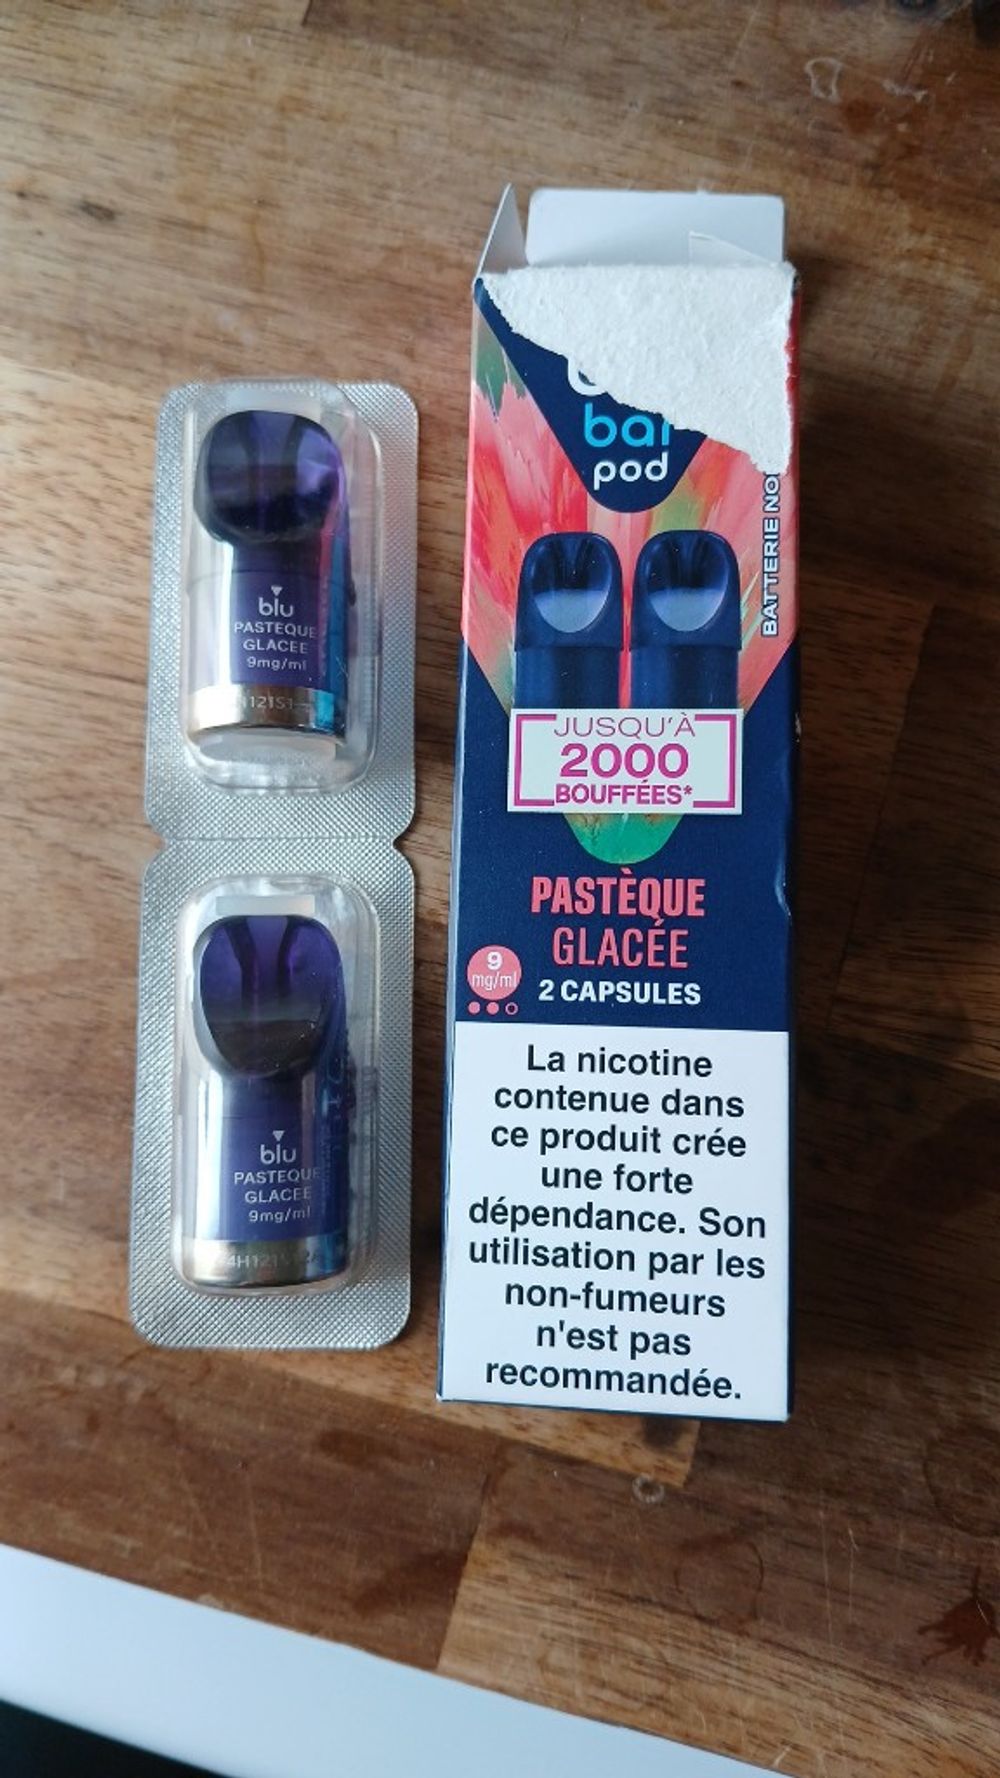 blu
PASTEQUE
GLACEE
9mg/ml
blu
PASTEQUE
GLACEE
9mg/ml
bar
pod
BATTERIE
JUSQU'À
2000
BOUFFÉES*
PASTÈQUE
GLACÉE
9
mg/ml
2 CAPSULES
La nicotine
contenue dans
ce produit crée
une forte
dépendance. Son
utilisation par les
non-fumeurs
n'est pas
recommandée.